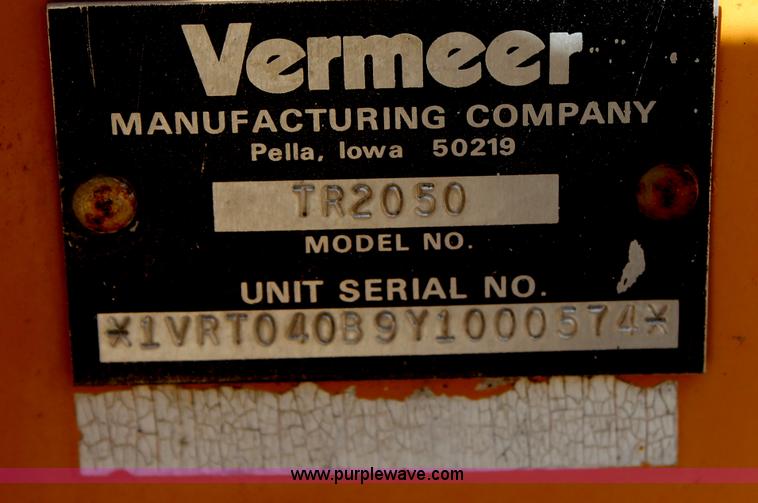 Vermeer
MANUFACTURING COMPANY
Pella, Iowa 50219
TR2050
MODEL NO.
UNIT SERIAL NO.
*1VRT040B9Y1000574*
www.purplewave.com